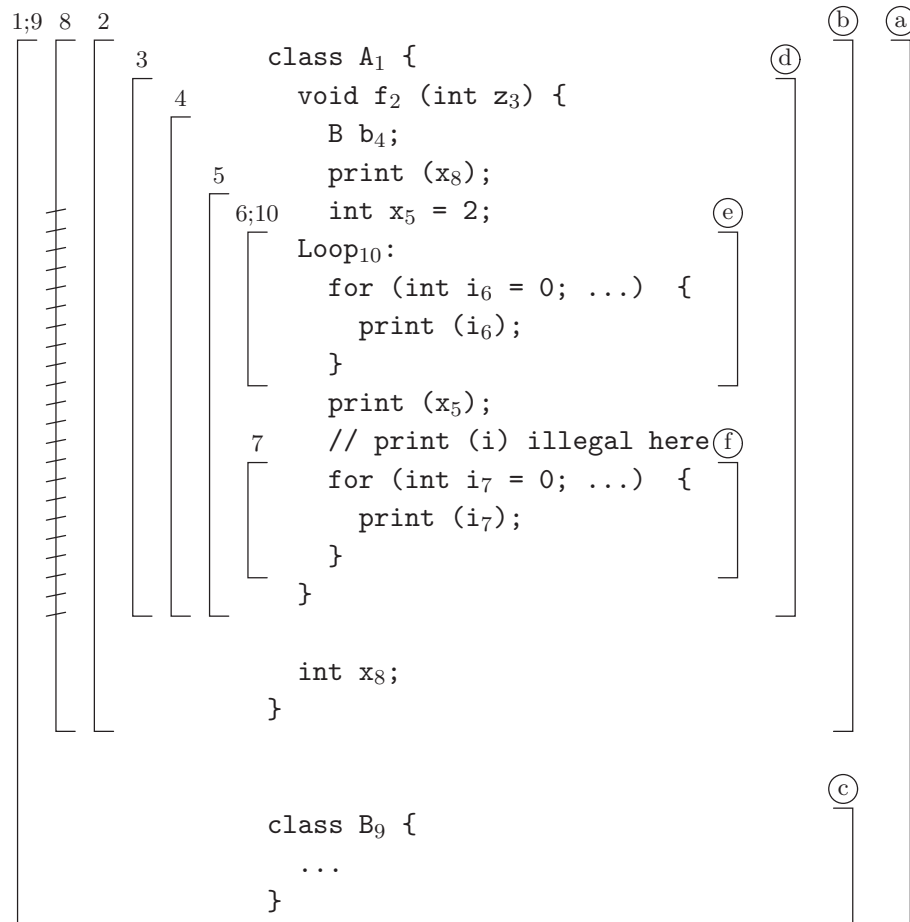 1;9 8 2 ⓑ ⓐ
3 class A₁ { ⓓ
4 void f₂ (int z₃) {
B b₄;
5 print (x₈);
6;10 int x₅ = 2; ⓔ
Loop₁₀:
for (int i₆ = 0; ...) {
print (i₆);
}
print (x₅);
7 // print (i) illegal here ⓕ
for (int i₇ = 0; ...) {
print (i₇);
}
}
int x₈;
}
ⓒ
class B₉ {
...
}